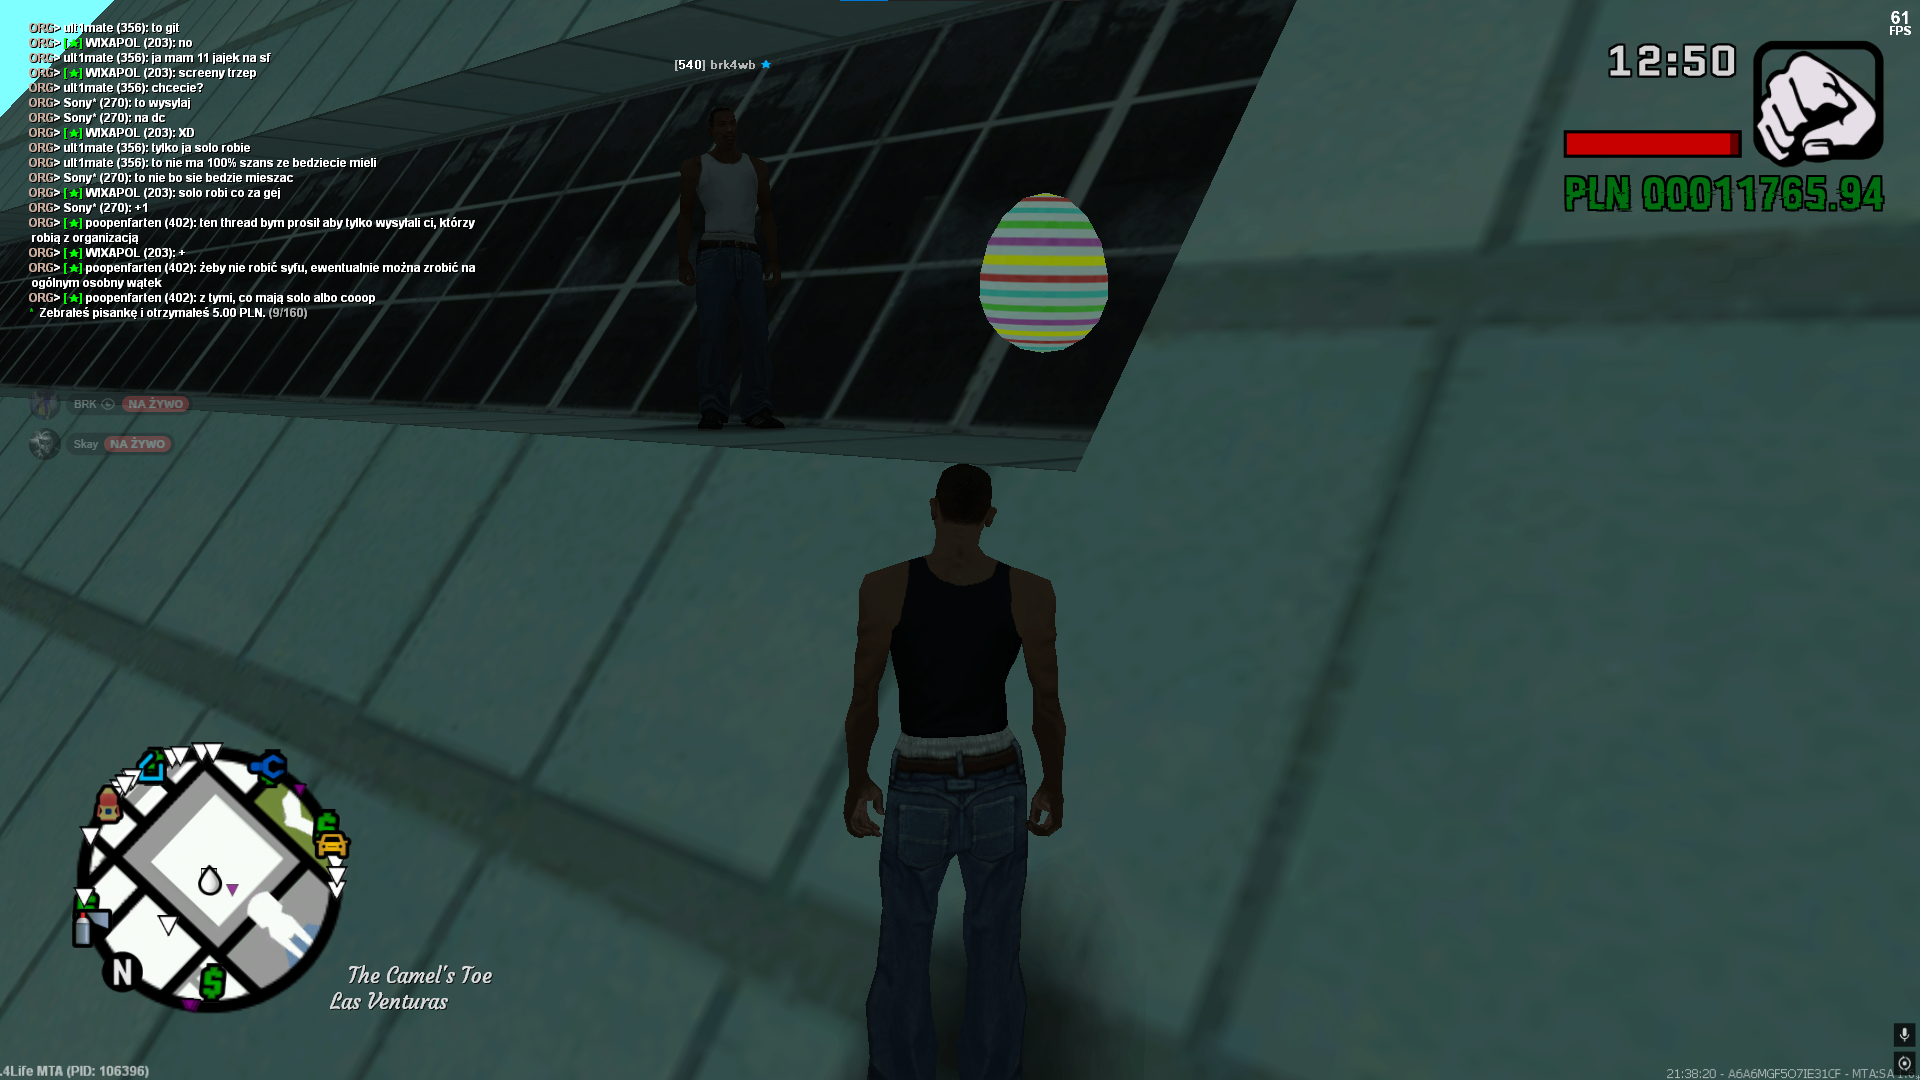 ORG> ult1mate (356): to git
ORG> [★] WIXAPOL (203): no
ORG> ult1mate (356): ja mam 11 jajek na sf
ORG> [★] WIXAPOL (203): screeny trzep
ORG> ult1mate (356): chcecie?
ORG> Sony* (270): to wysylaj
ORG> Sony* (270): na dc
ORG> [★] WIXAPOL (203): XD
ORG> ult1mate (356): tylko ja solo robie
ORG> ult1mate (356): to nie ma 100% szans ze bedziecie mieli
ORG> Sony* (270): to nie bo sie bedzie mieszac
ORG> [★] WIXAPOL (203): solo robi co za gej
ORG> Sony* (270): +1
ORG> [★] poopenfarten (402): ten thread bym prosił aby tylko wysyłali ci, którzy
robią z organizacją
ORG> [★] WIXAPOL (203): +
ORG> [★] poopenfarten (402): żeby nie robić syfu, ewentualnie można zrobić na
ogólnym osobny wątek
ORG> [★] poopenfarten (402): z tymi, co mają solo albo cooop
* Zebrałeś pisankę i otrzymałeś 5.00 PLN. (9/160)
[540] brk4wb ★
61
FPS
12:50
PLN 00011765.94
BRK NA ŻYWO
Skay NA ŻYWO
N
The Camel's Toe
Las Venturas
.4Life MTA (PID: 106396)
21:38:20 - A6A6MGF5O7IE31CF - MTA:SA